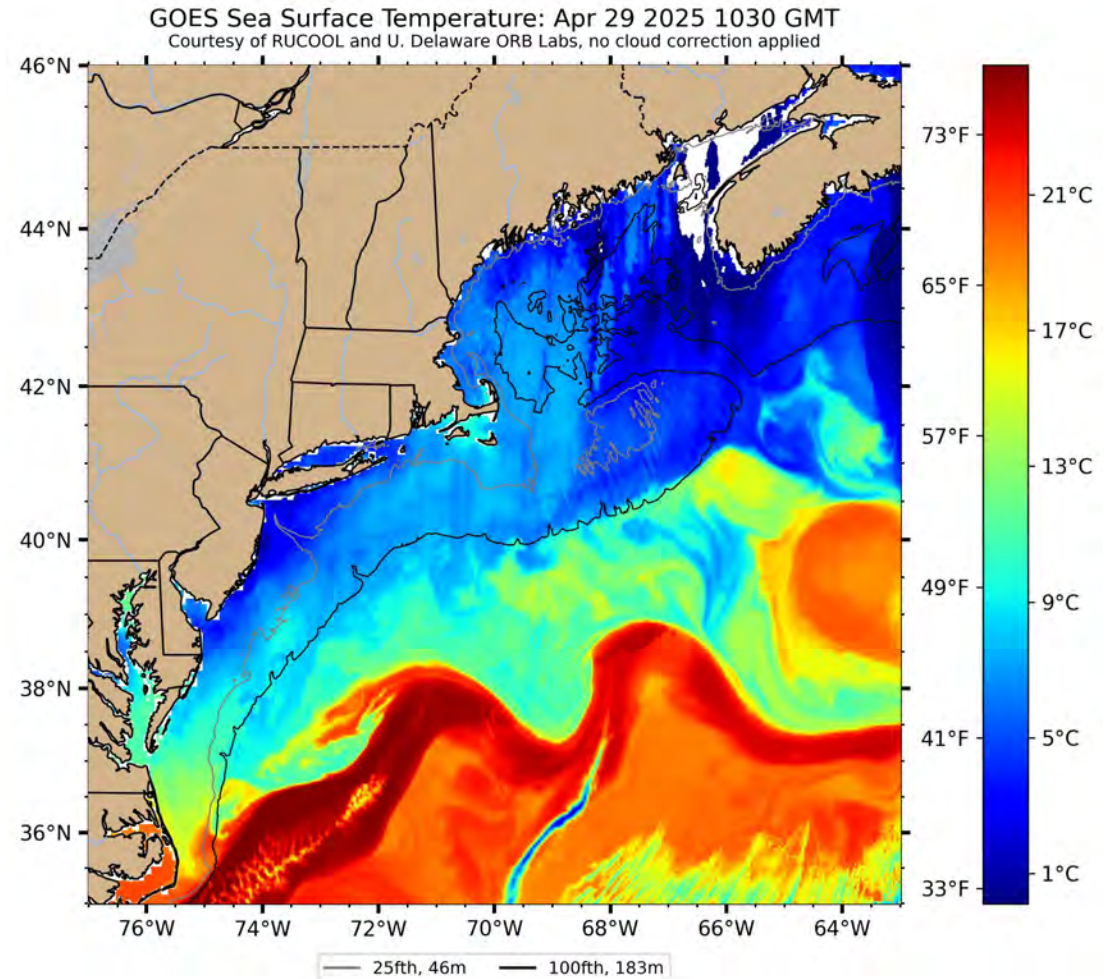 GOES Sea Surface Temperature: Apr 29 2025 1030 GMT
Courtesy of RUCOOL and U. Delaware ORB Labs, no cloud correction applied
46°N
44°N
42°N
40°N
38°N
36°N
76°W 74°W 72°W 70°W 68°W 66°W 64°W
73°F
65°F
57°F
49°F
41°F
33°F
21°C
17°C
13°C
9°C
5°C
1°C
25fth, 46m 100fth, 183m